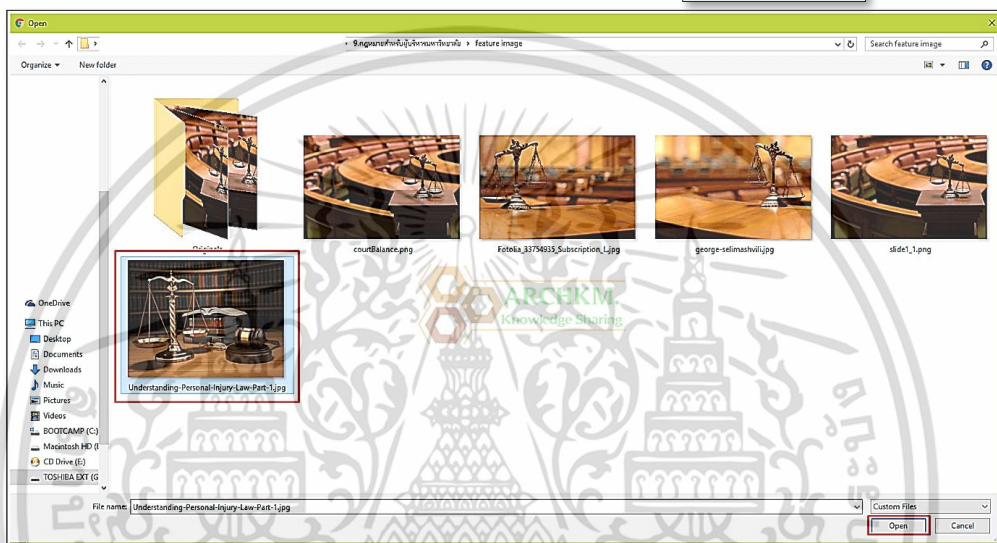 Open
9.กฎหมายสำหรับผู้บริหารมหาวิทยาลัย > feature image
Search feature image
Organize
New folder
Originals
courtBalance.png
Fotolia_33754935_Subscription_L.jpg
george-selimashvili.jpg
slide1_1.png
ARCHKM.
Knowledge Sharing
Understanding-Personal-Injury-Law-Part-1.jpg
OneDrive
This PC
Desktop
Documents
Downloads
Music
Pictures
Videos
BOOTCAMP (C:)
Macintosh HD (I
CD Drive (E:)
TOSHIBA EXT (G
File name: Understanding-Personal-Injury-Law-Part-1.jpg
Custom Files
Open
Cancel